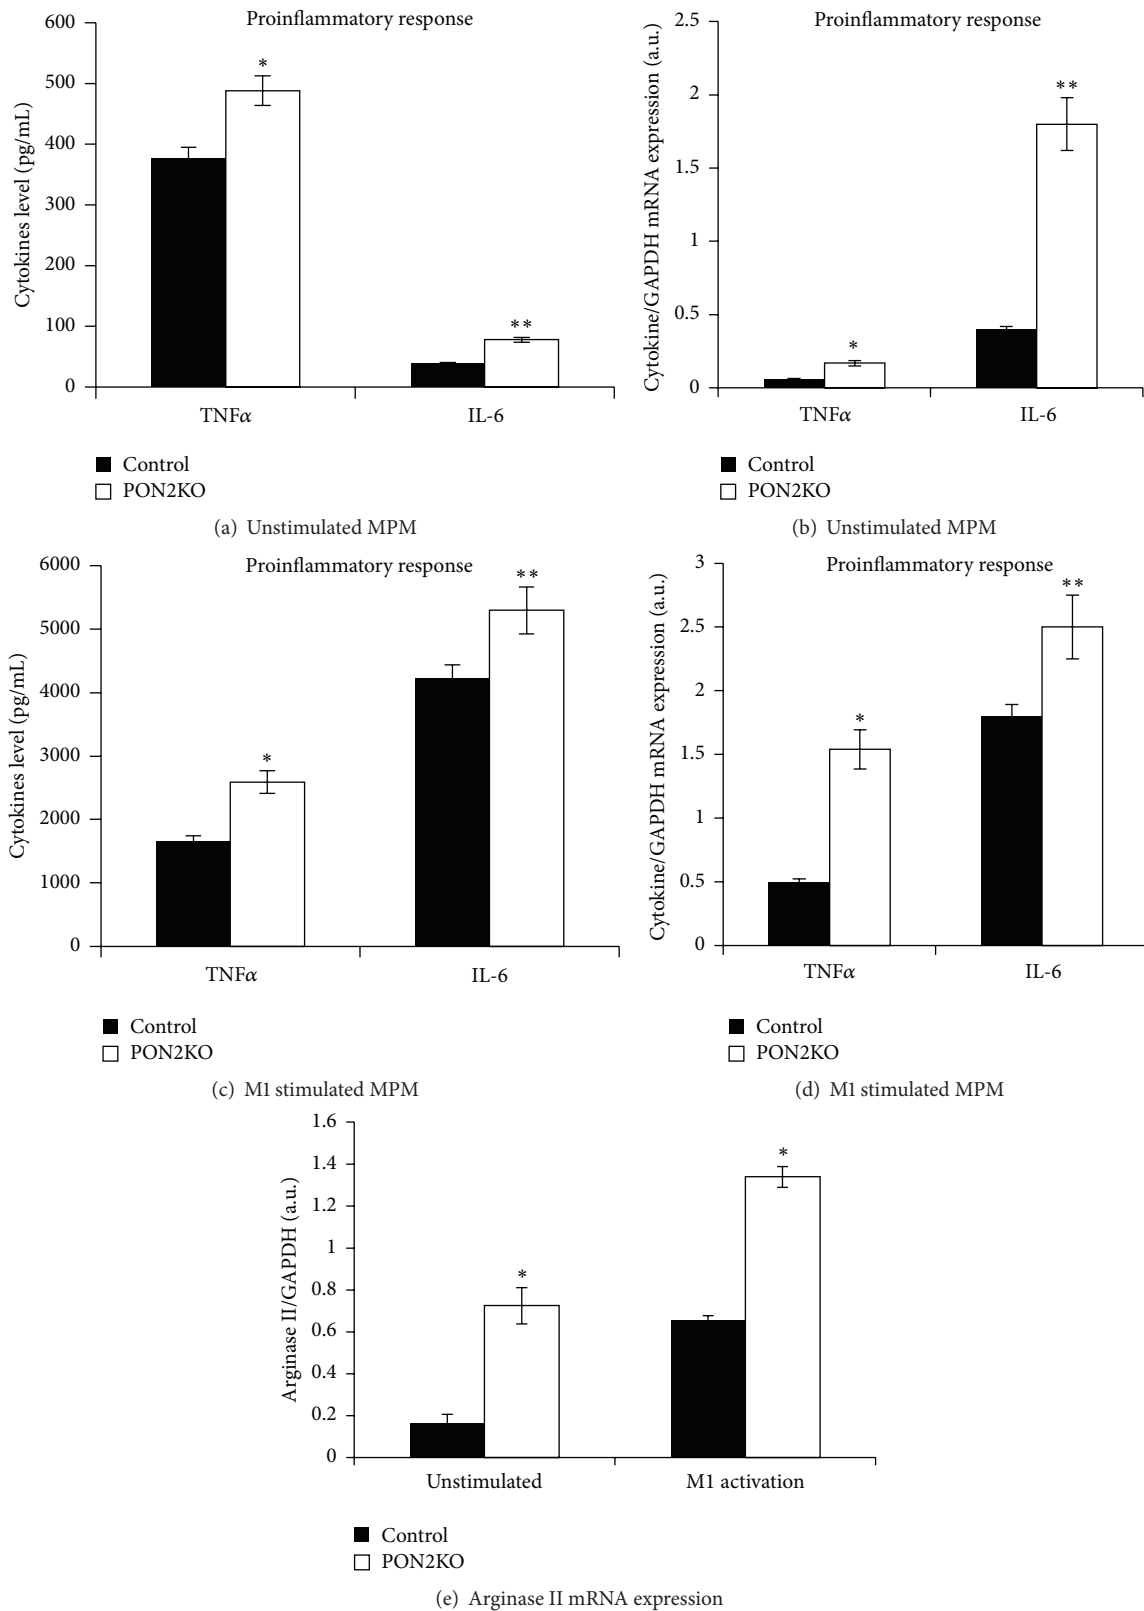 Proinflammatory response
Cytokines level (pg/mL)
600
500
400
300
200
100
0
*
**
TNFα
IL-6
Control
PON2KO
(a) Unstimulated MPM
Proinflammatory response
Cytokine/GAPDH mRNA expression (a.u.)
2.5
2
1.5
1
0.5
0
*
**
TNFα
IL-6
Control
PON2KO
(b) Unstimulated MPM
Proinflammatory response
Cytokines level (pg/mL)
6000
5000
4000
3000
2000
1000
0
*
**
TNFα
IL-6
Control
PON2KO
(c) M1 stimulated MPM
Proinflammatory response
Cytokine/GAPDH mRNA expression (a.u.)
3
2.5
2
1.5
1
0.5
0
*
**
TNFα
IL-6
Control
PON2KO
(d) M1 stimulated MPM
Arginase II/GAPDH (a.u.)
1.6
1.4
1.2
1
0.8
0.6
0.4
0.2
0
*
*
Unstimulated
M1 activation
Control
PON2KO
(e) Arginase II mRNA expression